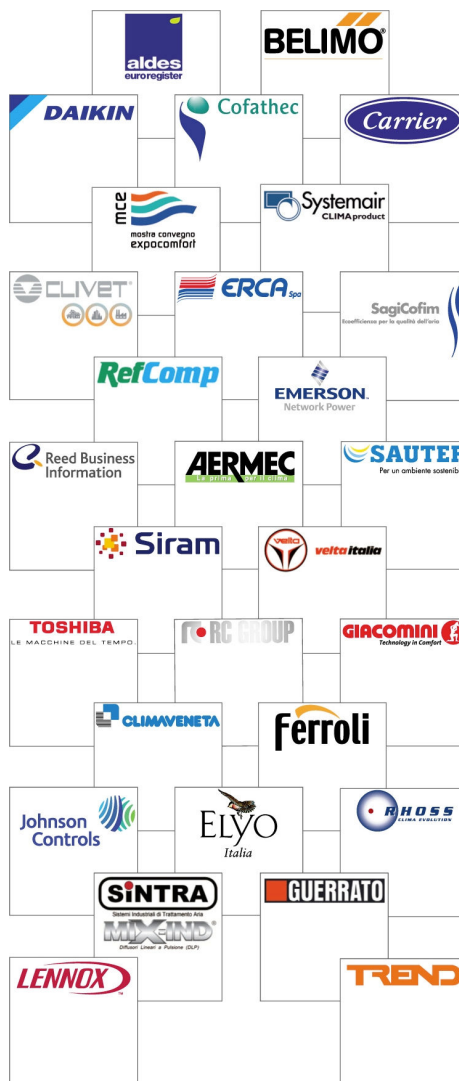 aldes
euroregister
BELIMO®
DAIKIN
Cofathec
Carrier
mce
mostra convegno
expocomfort
Systemair
CLIMAproduct
CLIVET®
ERCA Spa
SagiCofim
Ecoefficienza per la qualità dell'aria
RefComp
EMERSON.
Network Power
Reed Business
Information
AERMEC
La prima per il clima
SAUTER
Per un ambiente sostenib
Siram
velta
velta italia
TOSHIBA
LE MACCHINE DEL TEMPO.
RC GROUP
GIACOMINI
Technology in Comfort
CLIMAVENETA
Ferroli
Johnson
Controls
ELYO
Italia
RHOSS
CLIMA EVOLUTION
SiNTRA
Sistemi Industriali di Trattamento Aria
MIX-IND®
Diffusori Lineari a Pulsione (DLP)
GUERRATO
LENNOX™
TREND